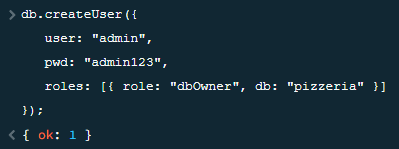 > db.createUser({
user: "admin",
pwd: "admin123",
roles: [{ role: "dbOwner", db: "pizzeria" }]
});
< { ok: 1 }